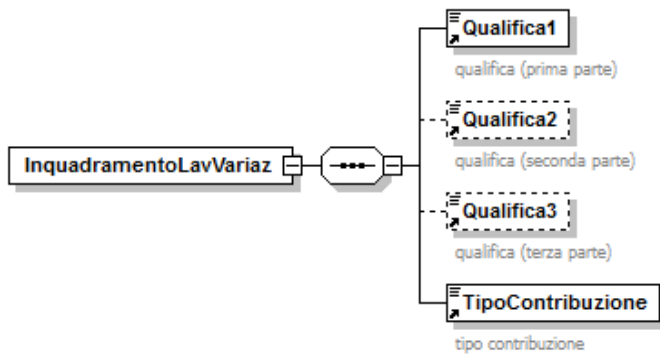 Qualifica1
qualifica (prima parte)
Qualifica2
qualifica (seconda parte)
InquadramentoLavVariaz
Qualifica3
qualifica (terza parte)
TipoContribuzione
tipo contribuzione